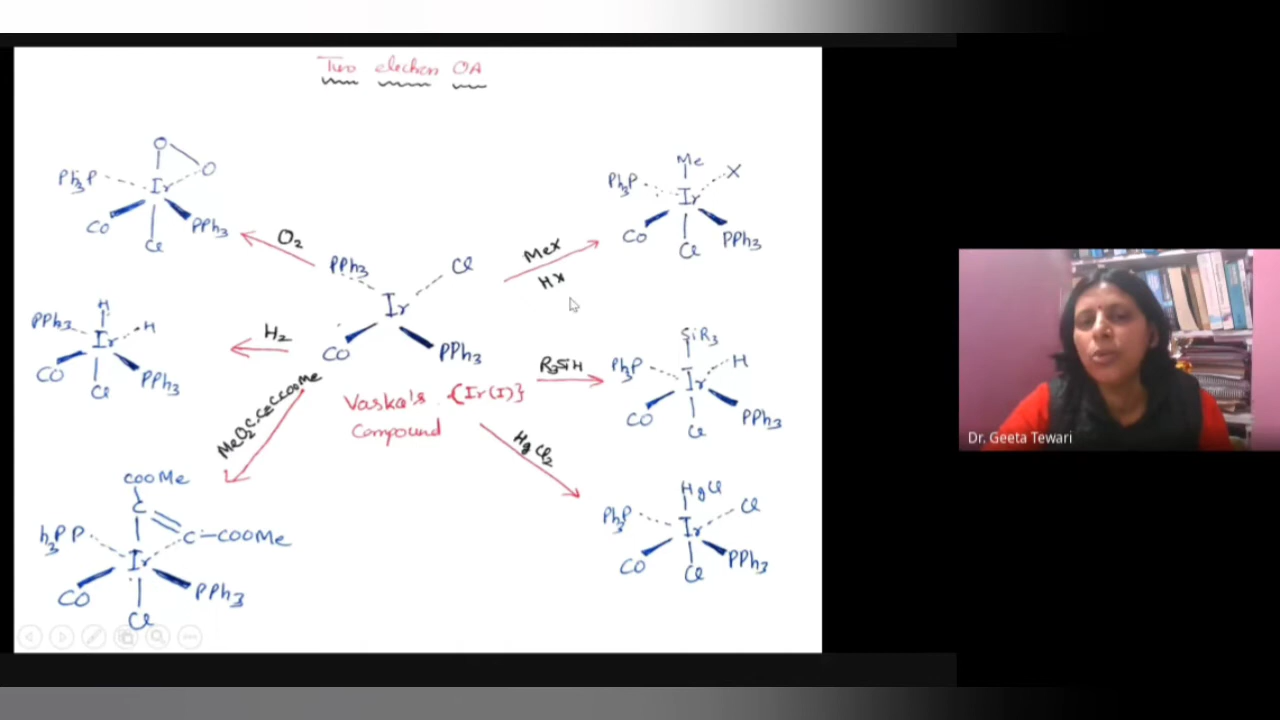 Two electron OA
O
O
Ph3P
Ir
CO
PPh3
Cl
O2
PPh3
Cl
Ir
CO
PPh3
Vaska's {Ir(I)}
Compound
MeX
HX
Me
X
Ph3P
Ir
CO
PPh3
Cl
H
PPh3
H
Ir
CO
PPh3
Cl
H2
R3SiH
SiR3
H
Ph3P
Ir
CO
PPh3
Cl
MeO2C.C≡C.COOMe
COOMe
C
h3PP
C-COOMe
Ir
CO
PPh3
Cl
HgCl2
HgCl
Cl
Ph3P
Ir
CO
PPh3
Cl
Dr. Geeta Tewari